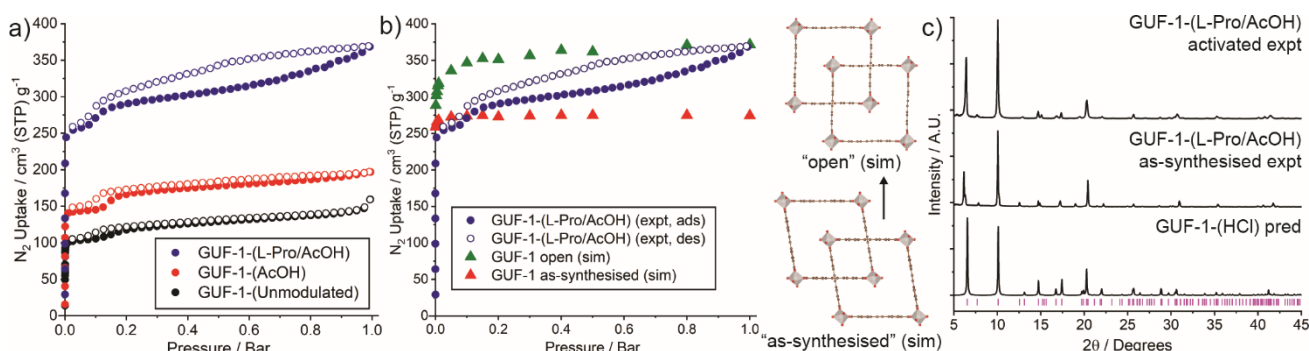 a)
N2 Uptake / cm3 (STP) g-1
400
350
300
250
200
150
100
50
0
GUF-1-(L-Pro/AcOH)
GUF-1-(AcOH)
GUF-1-(Unmodulated)
0.0 0.2 0.4 0.6 0.8 1.0
Pressure / Bar
b)
N2 Uptake / cm3 (STP) g-1
400
350
300
250
200
150
100
50
0
GUF-1-(L-Pro/AcOH) (expt, ads)
GUF-1-(L-Pro/AcOH) (expt, des)
GUF-1 open (sim)
GUF-1 as-synthesised (sim)
0.0 0.2 0.4 0.6 0.8 1.0
Pressure / Bar
"open" (sim)
"as-synthesised" (sim)
c)
Intensity / A.U.
GUF-1-(L-Pro/AcOH)
activated expt
GUF-1-(L-Pro/AcOH)
as-synthesised expt
GUF-1-(HCl) pred
5 10 15 20 25 30 35 40 45
2θ / Degrees